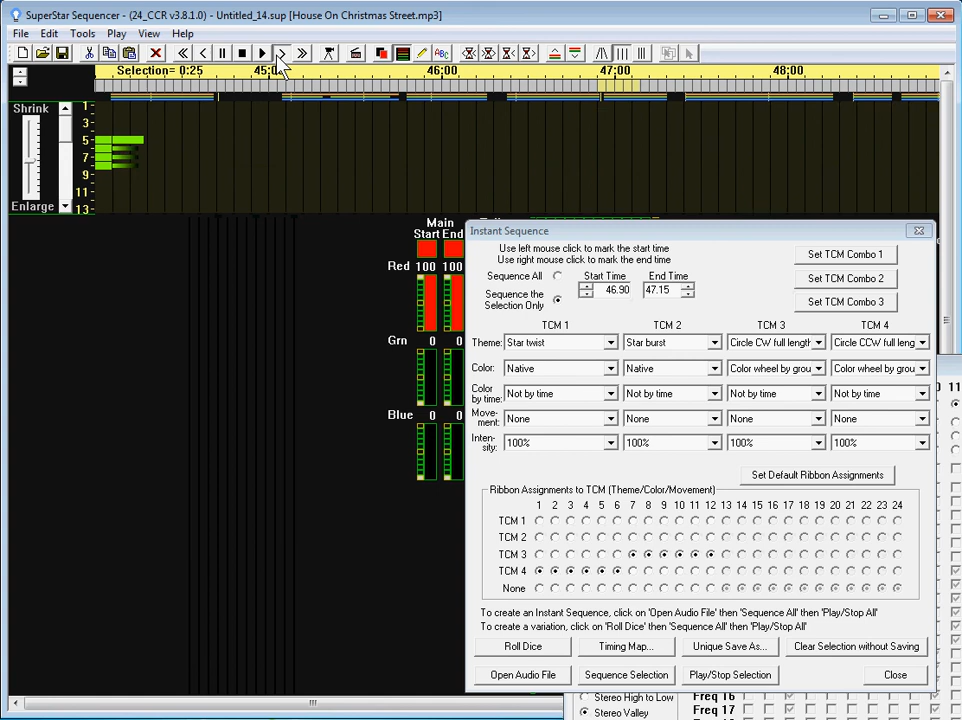 SuperStar Sequencer - (24_CCR v3.8.1.0) - Untitled_14.sup [House On Christmas Street.mp3]
File Edit Tools Play View Help
ABc
Selection= 0:25 45:0 46:00 47:00 48:00
Shrink
Enlarge
1
3
5
7
9
11
13
Main
Start End
Red 100 100
Grn 0 0
Blue 0 0
Instant Sequence
Use left mouse click to mark the start time
Use right mouse click to mark the end time
Sequence All
Sequence the
Selection Only
Start Time End Time
46.90 47.15
Set TCM Combo 1
Set TCM Combo 2
Set TCM Combo 3
TCM 1 TCM 2 TCM 3 TCM 4
Theme: Star twist Star burst Circle CW full length Circle CCW full leng
Color: Native Native Color wheel by grou Color wheel by grou
Color
by time: Not by time Not by time Not by time Not by time
Move-
ment: None None None None
Inten-
sity: 100% 100% 100% 100%
Set Default Ribbon Assignments
Ribbon Assignments to TCM (Theme/Color/Movement)
1 2 3 4 5 6 7 8 9 10 11 12 13 14 15 16 17 18 19 20 21 22 23 24
TCM 1
TCM 2
TCM 3
TCM 4
None
To create an Instant Sequence, click on 'Open Audio File' then 'Sequence All' then 'Play/Stop All'
To create a variation, click on 'Roll Dice' then 'Sequence All' then 'Play/Stop All'
Roll Dice Timing Map... Unique Save As... Clear Selection without Saving
Open Audio File Sequence Selection Play/Stop Selection Close
0 11
Stereo High to Low
Stereo Valley
Freq 16
Freq 17